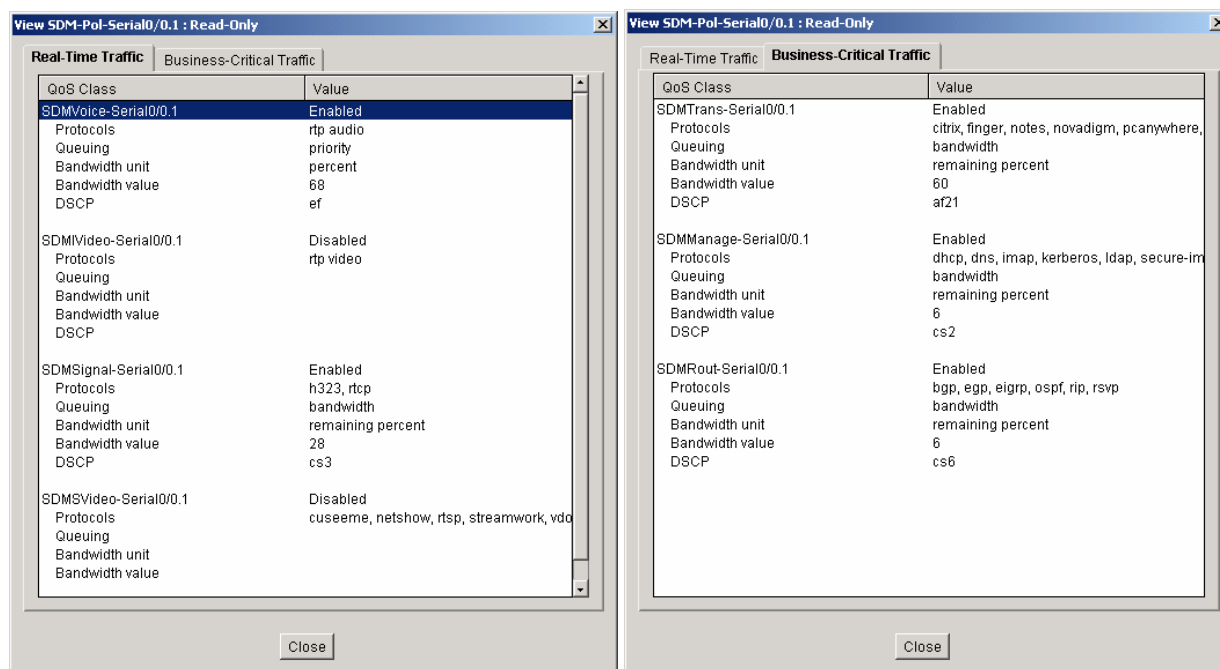 View SDM-Pol-Serial0/0.1 : Read-Only
Real-Time Traffic Business-Critical Traffic
QoS Class Value
SDMVoice-Serial0/0.1 Enabled
Protocols rtp audio
Queuing priority
Bandwidth unit percent
Bandwidth value 68
DSCP ef
SDMIVideo-Serial0/0.1 Disabled
Protocols rtp video
Queuing
Bandwidth unit
Bandwidth value
DSCP
SDMSignal-Serial0/0.1 Enabled
Protocols h323, rtcp
Queuing bandwidth
Bandwidth unit remaining percent
Bandwidth value 28
DSCP cs3
SDMSVideo-Serial0/0.1 Disabled
Protocols cuseeme, netshow, rtsp, streamwork, vdo
Queuing
Bandwidth unit
Bandwidth value
Close
View SDM-Pol-Serial0/0.1 : Read-Only
Real-Time Traffic Business-Critical Traffic
QoS Class Value
SDMTrans-Serial0/0.1 Enabled
Protocols citrix, finger, notes, novadigm, pcanywhere,
Queuing bandwidth
Bandwidth unit remaining percent
Bandwidth value 60
DSCP af21
SDMManage-Serial0/0.1 Enabled
Protocols dhcp, dns, imap, kerberos, ldap, secure-im
Queuing bandwidth
Bandwidth unit remaining percent
Bandwidth value 6
DSCP cs2
SDMRout-Serial0/0.1 Enabled
Protocols bgp, egp, eigrp, ospf, rip, rsvp
Queuing bandwidth
Bandwidth unit remaining percent
Bandwidth value 6
DSCP cs6
Close